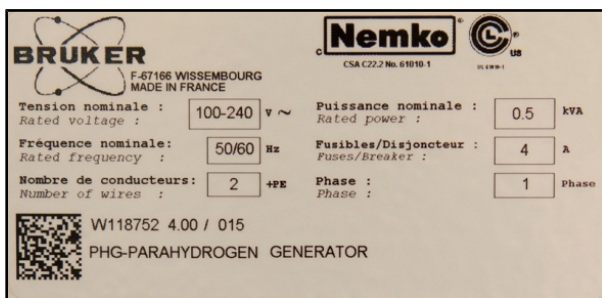 BRUKER
F-67166 WISSEMBOURG
MADE IN FRANCE
c Nemko
CSA C22.2 No. 61010-1
CL US
Tension nominale :
Rated voltage :
100-240 V ~
Puissance nominale :
Rated power :
0.5 kVA
Fréquence nominale:
Rated frequency :
50/60 Hz
Fusibles/Disjoncteur :
Fuses/Breaker :
4 A
Nombre de conducteurs:
Number of wires :
2 +PE
Phase :
Phase :
1 Phase
W118752 4.00 / 015
PHG-PARAHYDROGEN GENERATOR